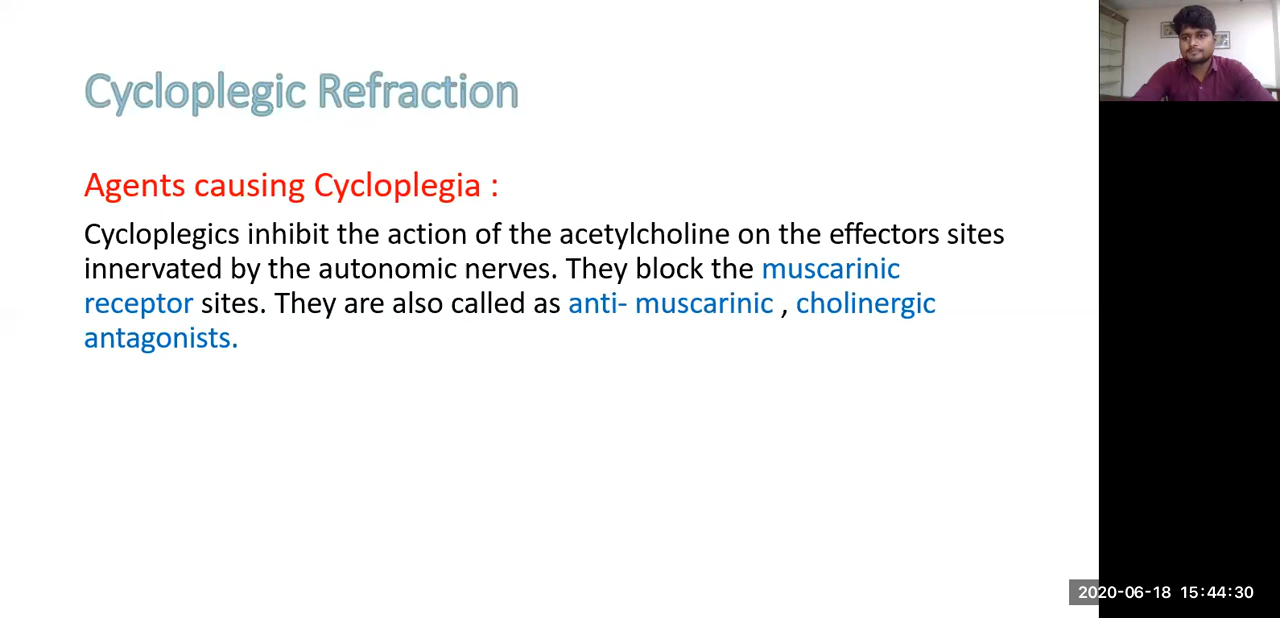 Cycloplegic Refraction
Agents causing Cycloplegia :
Cycloplegics inhibit the action of the acetylcholine on the effectors sites
innervated by the autonomic nerves. They block the muscarinic
receptor sites. They are also called as anti- muscarinic , cholinergic
antagonists.
2020-06-18 15:44:30